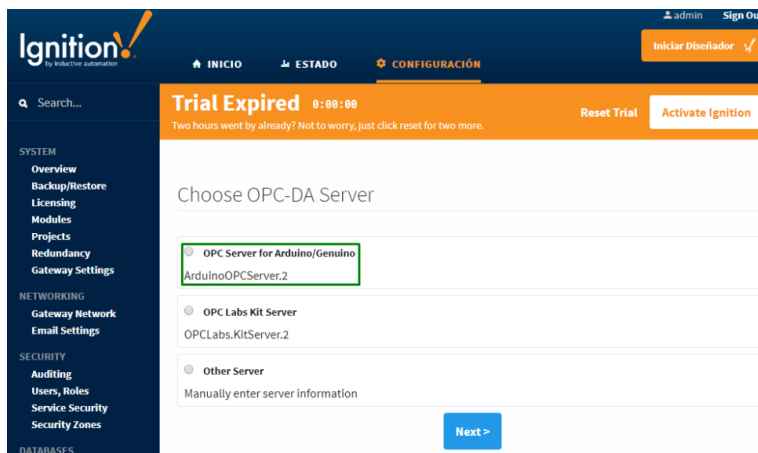 admin Sign Ou
Ignition!
by inductive automation
INICIO ESTADO CONFIGURACIÓN
Iniciar Diseñador
Search...
Trial Expired 0:00:00
Two hours went by already? Not to worry, just click reset for two more.
Reset Trial
Activate Ignition
SYSTEM
Overview
Backup/Restore
Licensing
Modules
Projects
Redundancy
Gateway Settings
NETWORKING
Gateway Network
Email Settings
SECURITY
Auditing
Users, Roles
Service Security
Security Zones
DATABASES
Choose OPC-DA Server
OPC Server for Arduino/Genuino
ArduinoOPCServer.2
OPC Labs Kit Server
OPCLabs.KitServer.2
Other Server
Manually enter server information
Next >